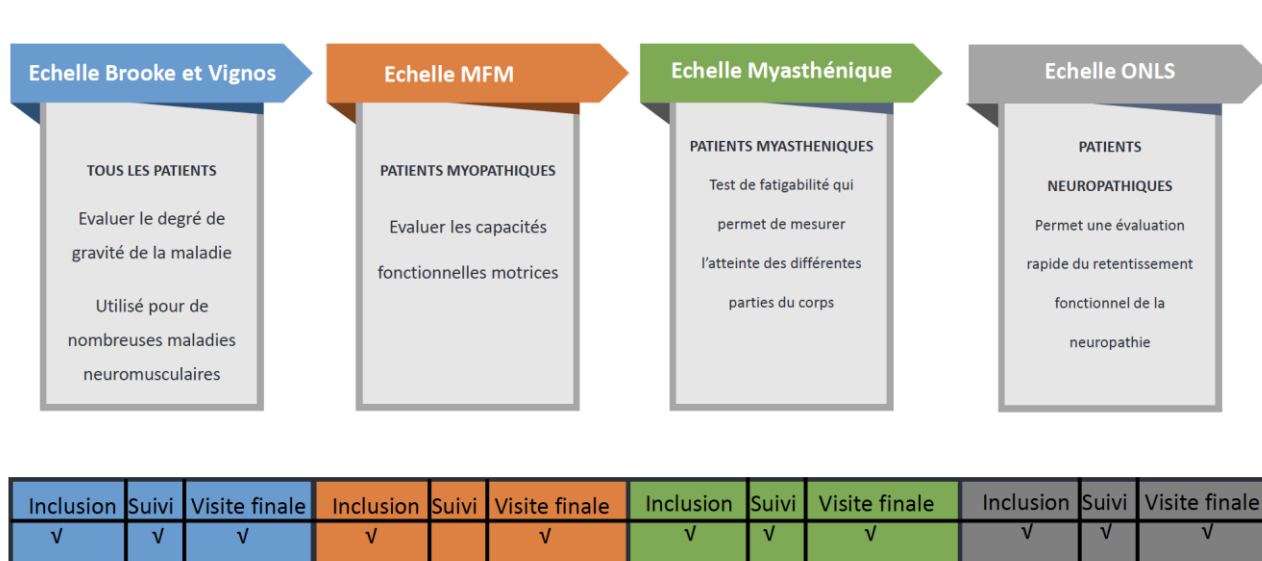 Echelle Brooke et Vignos
TOUS LES PATIENTS
Evaluer le degré de
gravité de la maladie
Utilisé pour de
nombreuses maladies
neuromusculaires
Echelle MFM
PATIENTS MYOPATHIQUES
Evaluer les capacités
fonctionnelles motrices
Echelle Myasthénique
PATIENTS MYASTHENIQUES
Test de fatigabilité qui
permet de mesurer
l’atteinte des différentes
parties du corps
Echelle ONLS
PATIENTS
NEUROPATHIQUES
Permet une évaluation
rapide du retentissement
fonctionnel de la
neuropathie
Inclusion Suivi Visite finale Inclusion Suivi Visite finale Inclusion Suivi Visite finale Inclusion Suivi Visite finale
√ √ √ √ √ √ √ √ √ √ √